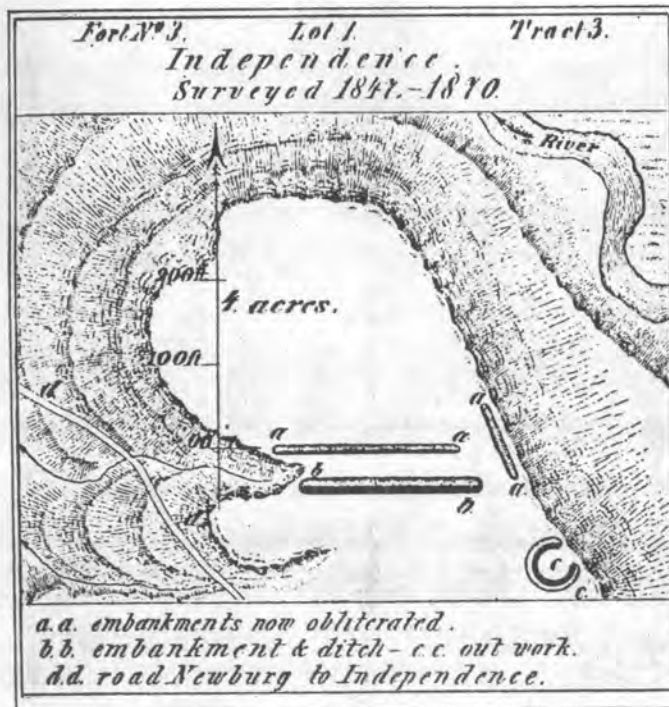 Fort Nº 3. Lot 1. Tract 3.
Independence.
Surveyed 1847.-1870.
River
200ft
4. acres.
100ft
d
a
00
a a
a.
b
b.
d
c
c
a.a. embankments now obliterated.
b.b. embankment & ditch - c.c. out work.
d.d. road Newburg to Independence.